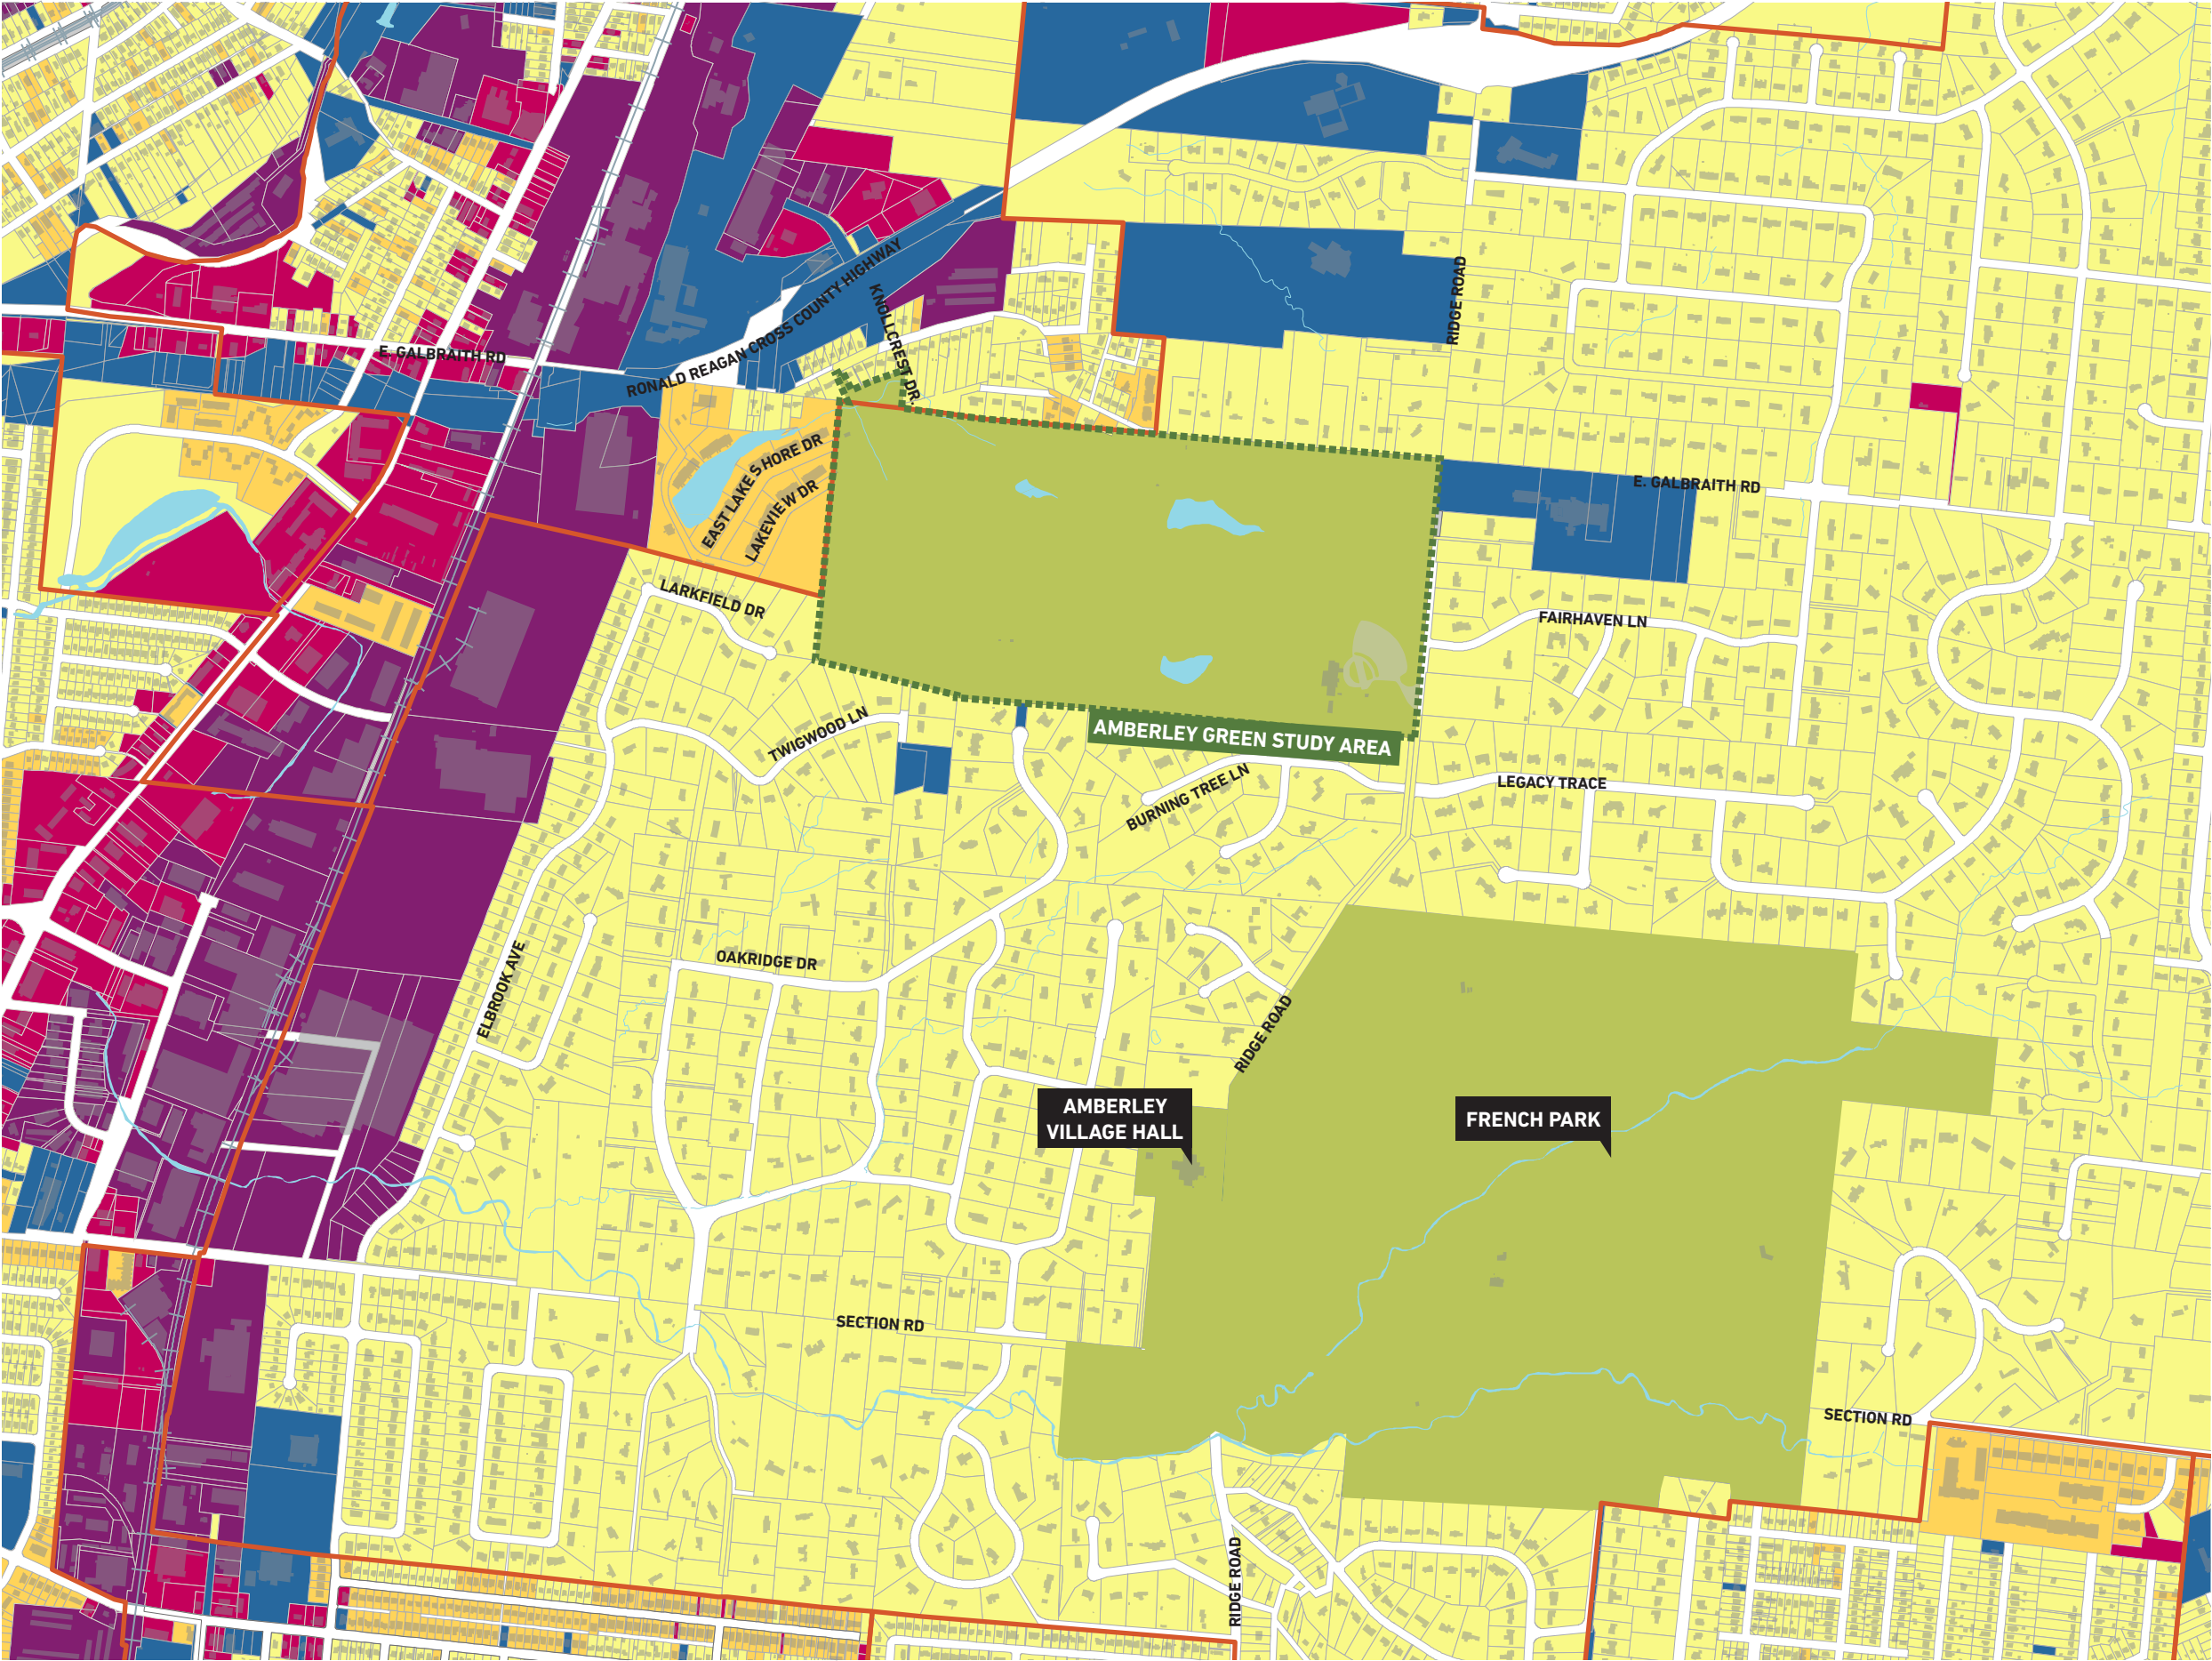 RONALD REAGAN CROSS COUNTY HIGHWAY
KNOLLCREST DR.
RIDGE ROAD
E. GALBRAITH RD
EAST LAKE SHORE DR
LAKEVIEW DR
E. GALBRAITH RD
LARKFIELD DR
FAIRHAVEN LN
TWIGWOOD LN
AMBERLEY GREEN STUDY AREA
BURNING TREE LN
LEGACY TRACE
ELBROOK AVE
OAKRIDGE DR
RIDGE ROAD
AMBERLEY
VILLAGE HALL
FRENCH PARK
SECTION RD
SECTION RD
RIDGE ROAD